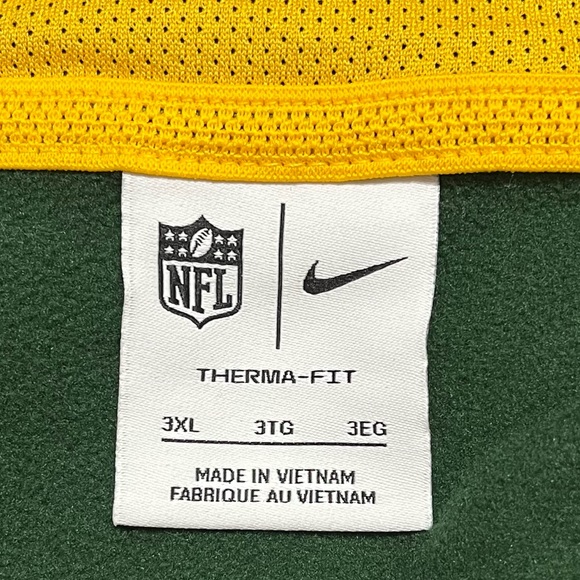 NFL
THERMA-FIT
3XL 3TG 3EG
MADE IN VIETNAM
FABRIQUE AU VIETNAM